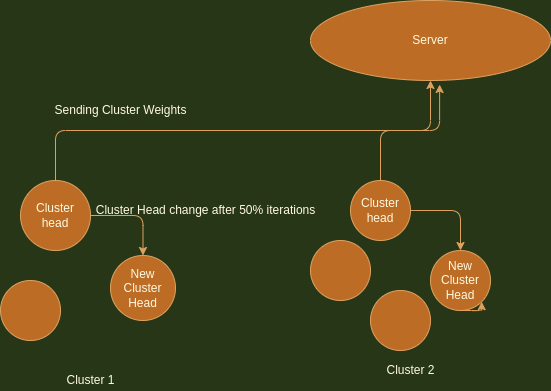 Server
Sending Cluster Weights
Cluster
head
Cluster Head change after 50% iterations
Cluster
head
New
Cluster
Head
New
Cluster
Head
Cluster 1
Cluster 2